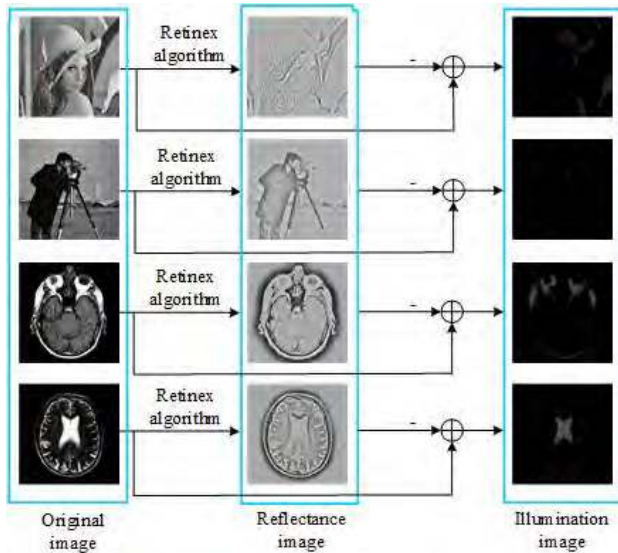 Retinex
algorithm
-
Retinex
algorithm
-
Retinex
algorithm
-
Retinex
algorithm
-
Original
image
Reflectance
image
Illumination
image